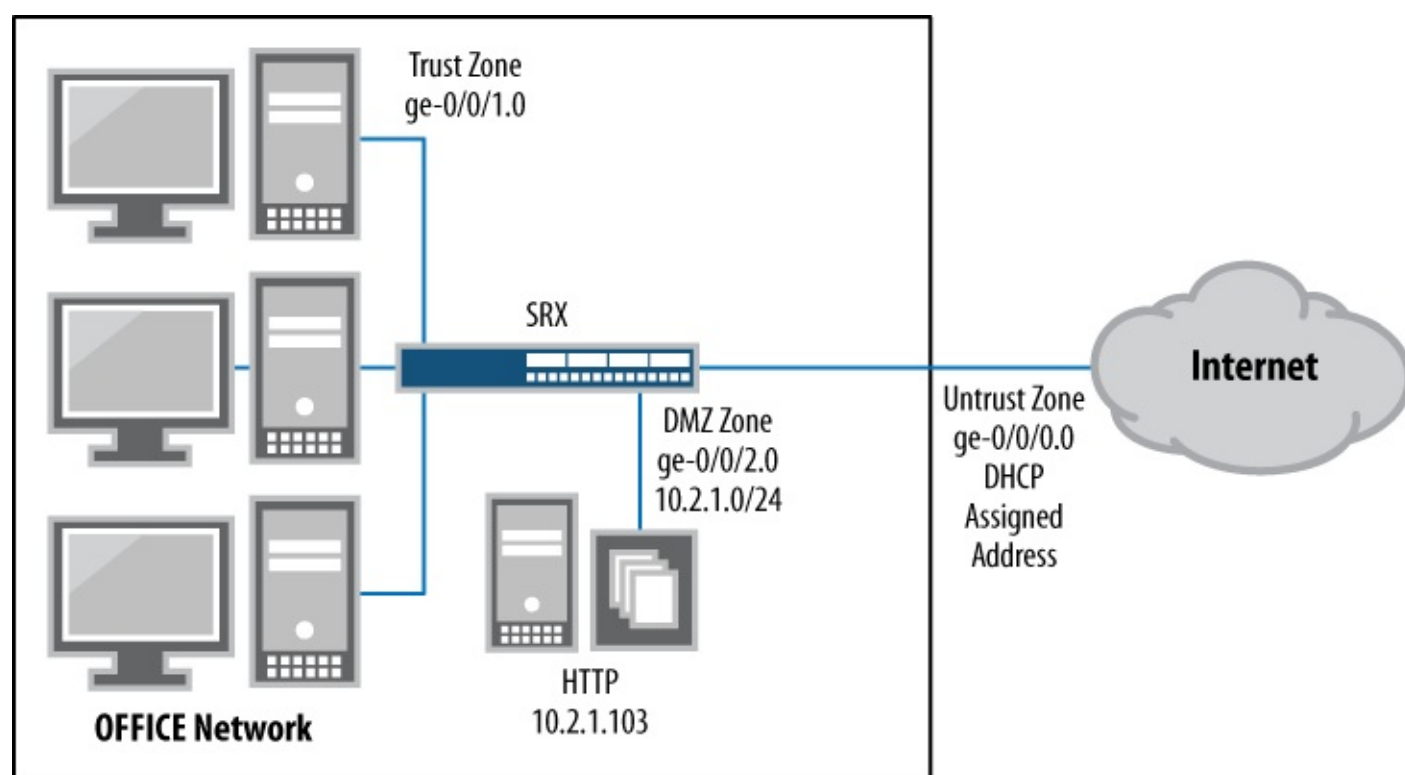 Trust Zone
ge-0/0/1.0
SRX
DMZ Zone
ge-0/0/2.0
10.2.1.0/24
HTTP
10.2.1.103
OFFICE Network
Untrust Zone
ge-0/0/0.0
DHCP
Assigned
Address
Internet